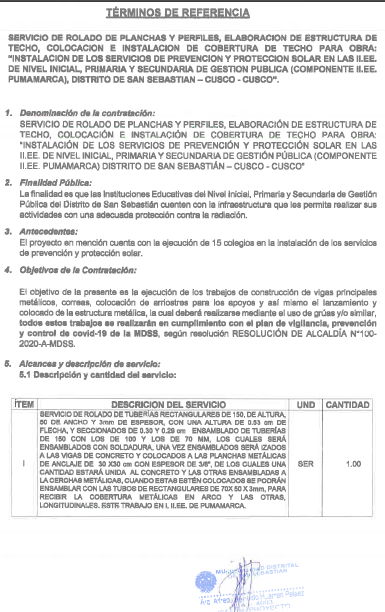 TÉRMINOS DE REFERENCIA
SERVICIO DE ROLADO DE PLANCHAS Y PERFILES, ELABORACION DE ESTRUCTURA DE
TECHO, COLOCACION E INSTALACION DE COBERTURA DE TECHO PARA OBRA:
"INSTALACION DE LOS SERVICIOS DE PREVENCION Y PROTECCION SOLAR EN LAS II.EE.
DE NIVEL INICIAL, PRIMARIA Y SECUNDARIA DE GESTION PUBLICA (COMPONENTE II.EE.
PUMAMARCA), DISTRITO DE SAN SEBASTIAN – CUSCO - CUSCO".
1. Denominación de la contratación:
SERVICIO DE ROLADO DE PLANCHAS Y PERFILES, ELABORACIÓN DE ESTRUCTURA DE
TECHO, COLOCACIÓN E INSTALACIÓN DE COBERTURA DE TECHO PARA OBRA:
"INSTALACIÓN DE LOS SERVICIOS DE PREVENCIÓN Y PROTECCIÓN SOLAR EN LAS
II.EE. DE NIVEL INICIAL, PRIMARIA Y SECUNDARIA DE GESTIÓN PÚBLICA (COMPONENTE
II.EE. PUMAMARCA) DISTRITO DE SAN SEBASTIÁN – CUSCO - CUSCO"
2. Finalidad Pública:
La finalidad es que las Instituciones Educativas del Nivel Inicial, Primaria y Secundaria de Gestión
Pública del Distrito de San Sebastián cuenten con la infraestructura que les permita realizar sus
actividades con una adecuada protección contra la radiación.
3. Antecedentes:
El proyecto en mención cuenta con la ejecución de 15 colegios en la instalación de los servicios
de prevención y protección solar.
4. Objetivos de la Contratación:
El objetivo de la presente es la ejecución de los trabajos de construcción de vigas principales
metálicos, correas, colocación de arriostres para los apoyos y así mismo el lanzamiento y
colocado de la estructura metálica, la cual deberá realizarse mediante el uso de grúas y/o similar,
todos estos trabajos se realizarán en cumplimiento con el plan de vigilancia, prevención
y control de covid-19 de la MDSS, según resolución RESOLUCIÓN DE ALCALDÍA N°100-
2020-A-MDSS.
5. Alcances y descripción de servicio:
5.1 Descripción y cantidad del servicio:
ÍTEM DESCRICION DEL SERVICIO UND CANTIDAD
I SERVICIO DE ROLADO DE TUBERÍAS RECTANGULARES DE 150, DE ALTURA,
50 DE ANCHO Y 3mm DE ESPESOR, CON UNA ALTURA DE 0.53 cm DE
FLECHA, Y SECCIONADOS DE 0.30 Y 0.29 cm ENSAMBLADO DE TUBERÍAS
DE 150 CON LOS DE 100 Y LOS DE 70 MM, LOS CUALES SERÁ
ENSAMBLADOS CON SOLDADURA, UNA VEZ ENSAMBLADOS SERÁ IZADOS
A LAS VIGAS DE CONCRETO Y COLOCADOS A LAS PLANCHAS METÁLICAS
DE ANCLAJE DE 30 X30 cm CON ESPESOR DE 3/8", DE LOS CUALES UNA
CANTIDAD ESTARÁ UNIDA AL CONCRETO Y LAS OTRAS ENSAMBLADAS A
LA CERCHAS METÁLICAS, CUANDO ESTAS ESTÉN COLOCADOS SE PODRÁN
ENSAMBLAR CON LAS TUBOS DE RECTANGULARES DE 70X 50 X 3mm, PARA
RECIBIR LA COBERTURA METÁLICAS EN ARCO Y LAS OTRAS,
LONGITUDINALES. ESTE TRABAJO EN I, II.EE. DE PUMAMARCA. SER 1.00
DISTRITAL
SEBASTIAN